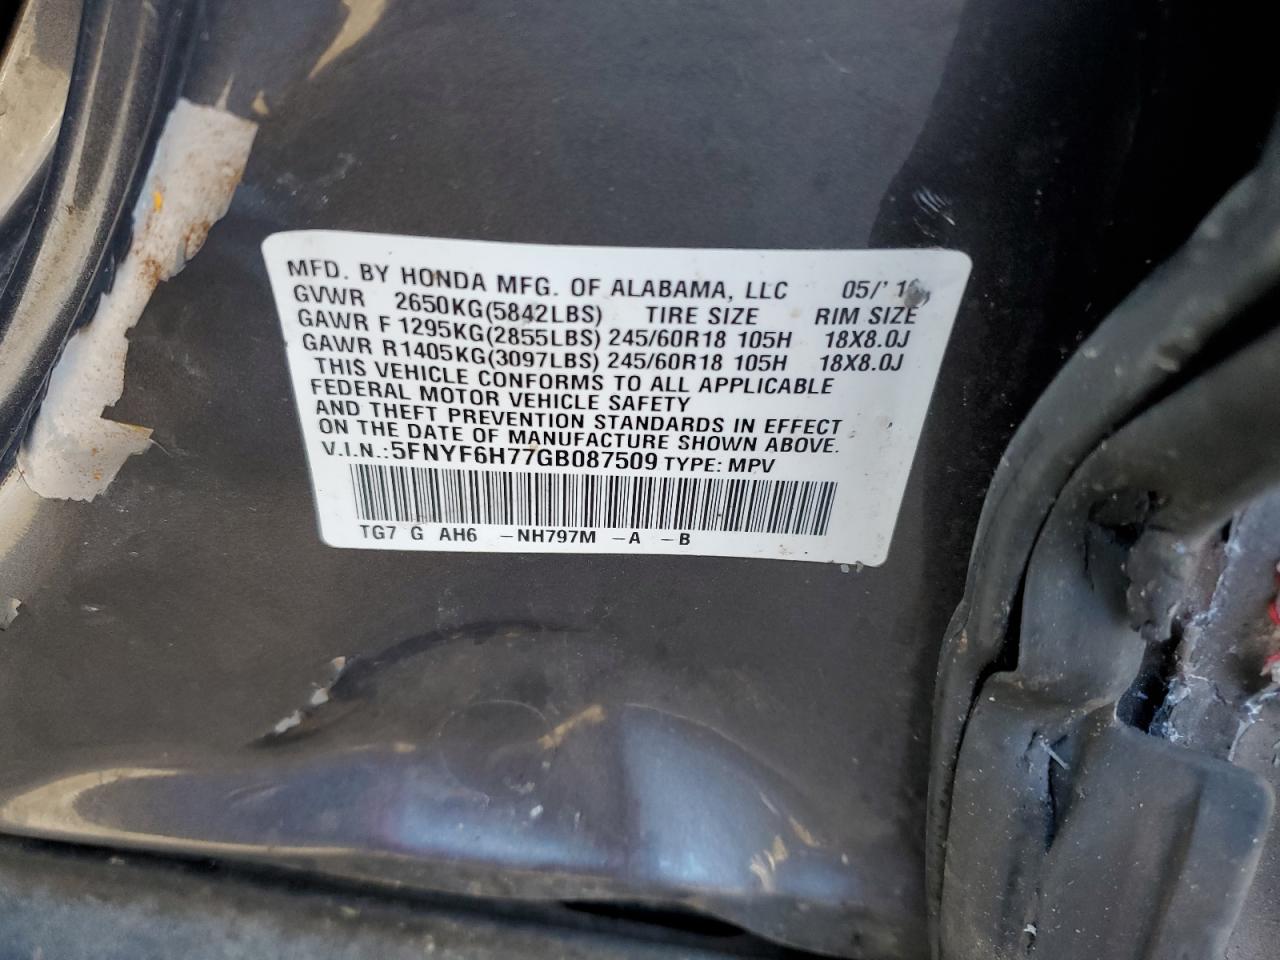 MFD. BY HONDA MFG. OF ALABAMA, LLC 05/'16
GVWR 2650KG(5842LBS) TIRE SIZE RIM SIZE
GAWR F 1295KG(2855LBS) 245/60R18 105H 18X8.0J
GAWR R1405KG(3097LBS) 245/60R18 105H 18X8.0J
THIS VEHICLE CONFORMS TO ALL APPLICABLE
FEDERAL MOTOR VEHICLE SAFETY
AND THEFT PREVENTION STANDARDS IN EFFECT
ON THE DATE OF MANUFACTURE SHOWN ABOVE.
V.I.N.:5FNYF6H77GB087509 TYPE: MPV
TG7 G AH6 -NH797M -A -B